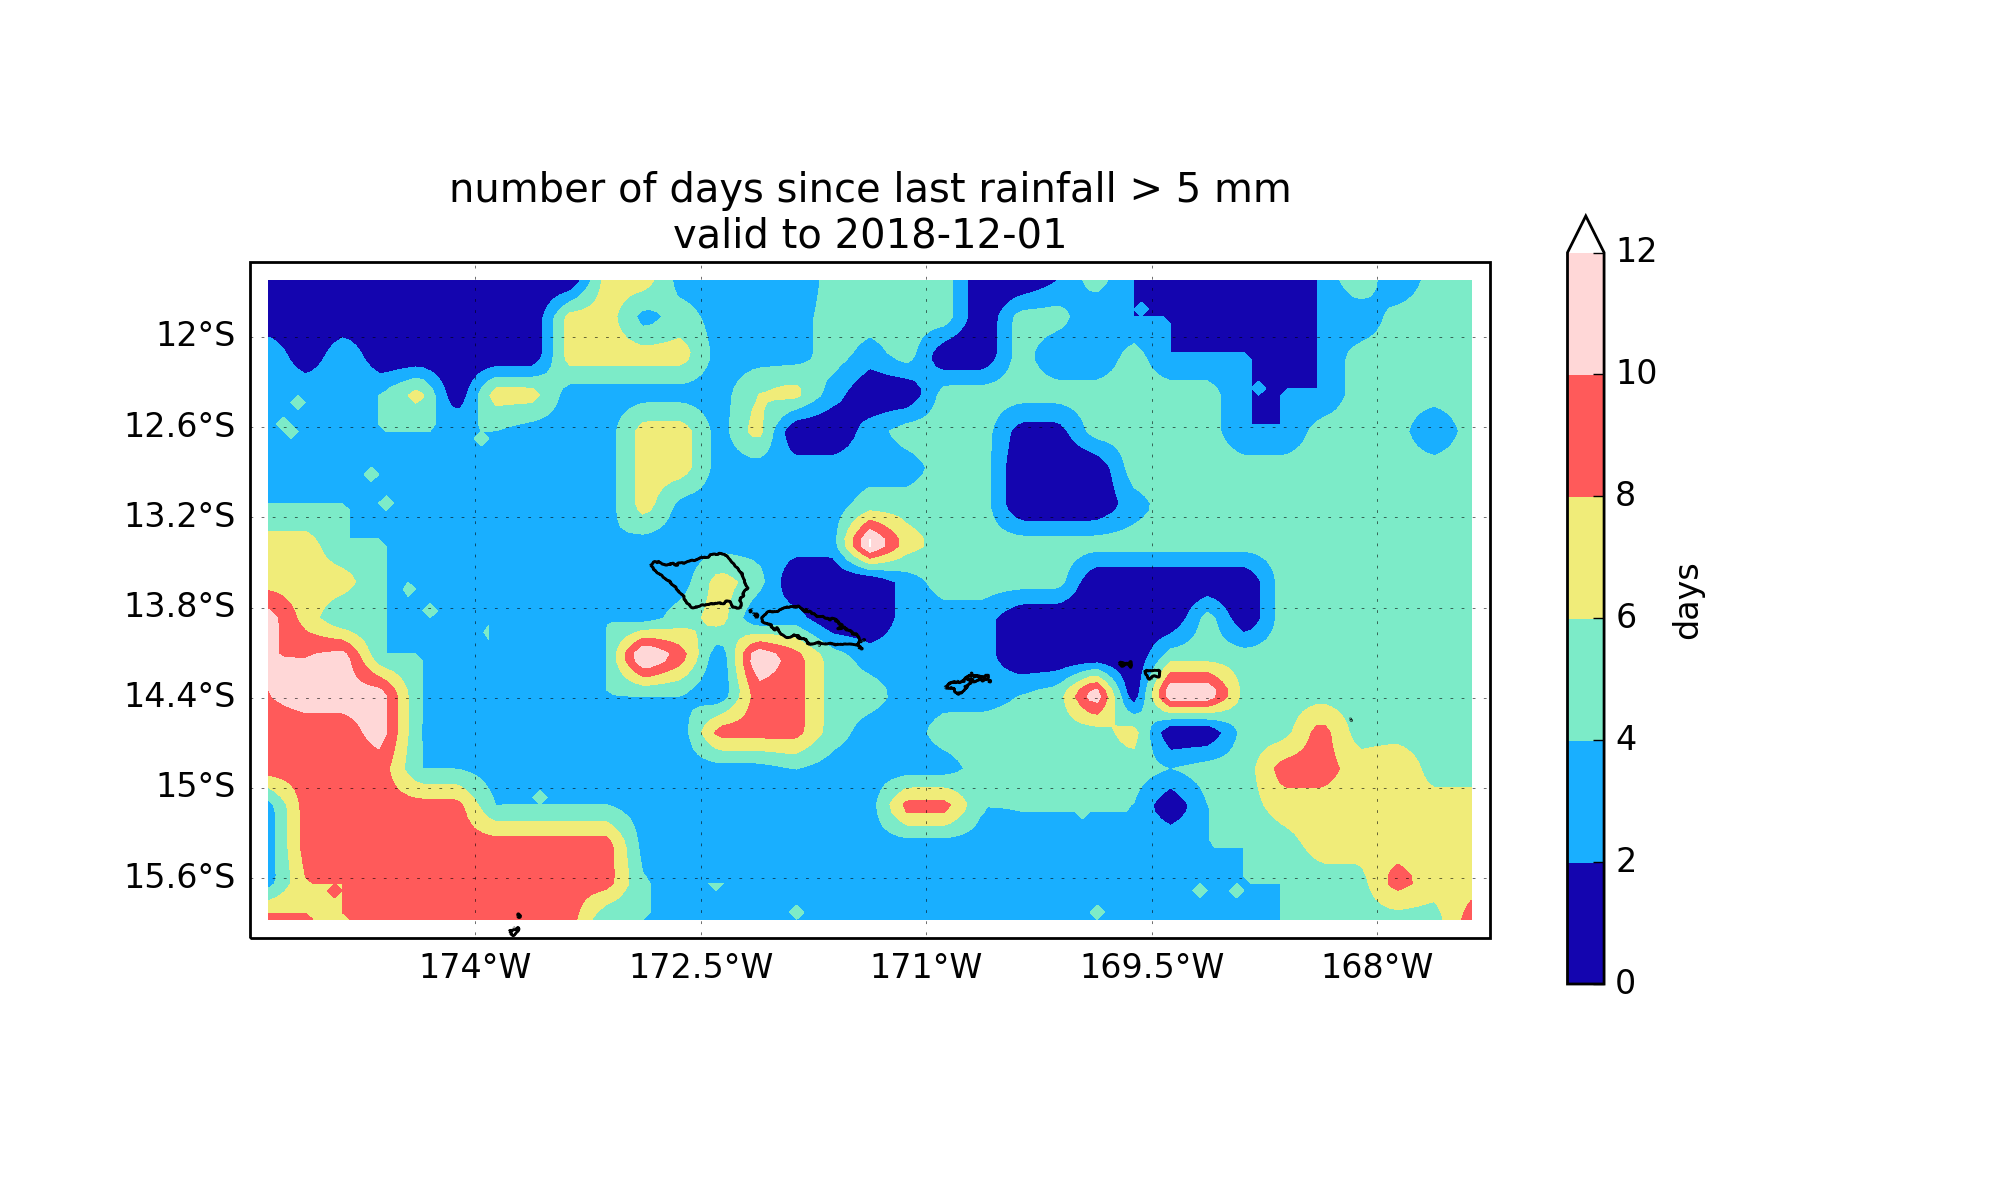 number of days since last rainfall > 5 mm
valid to 2018-12-01
12°S
12.6°S
13.2°S
13.8°S
14.4°S
15°S
15.6°S
174°W
172.5°W
171°W
169.5°W
168°W
12
10
8
6
4
2
0
days